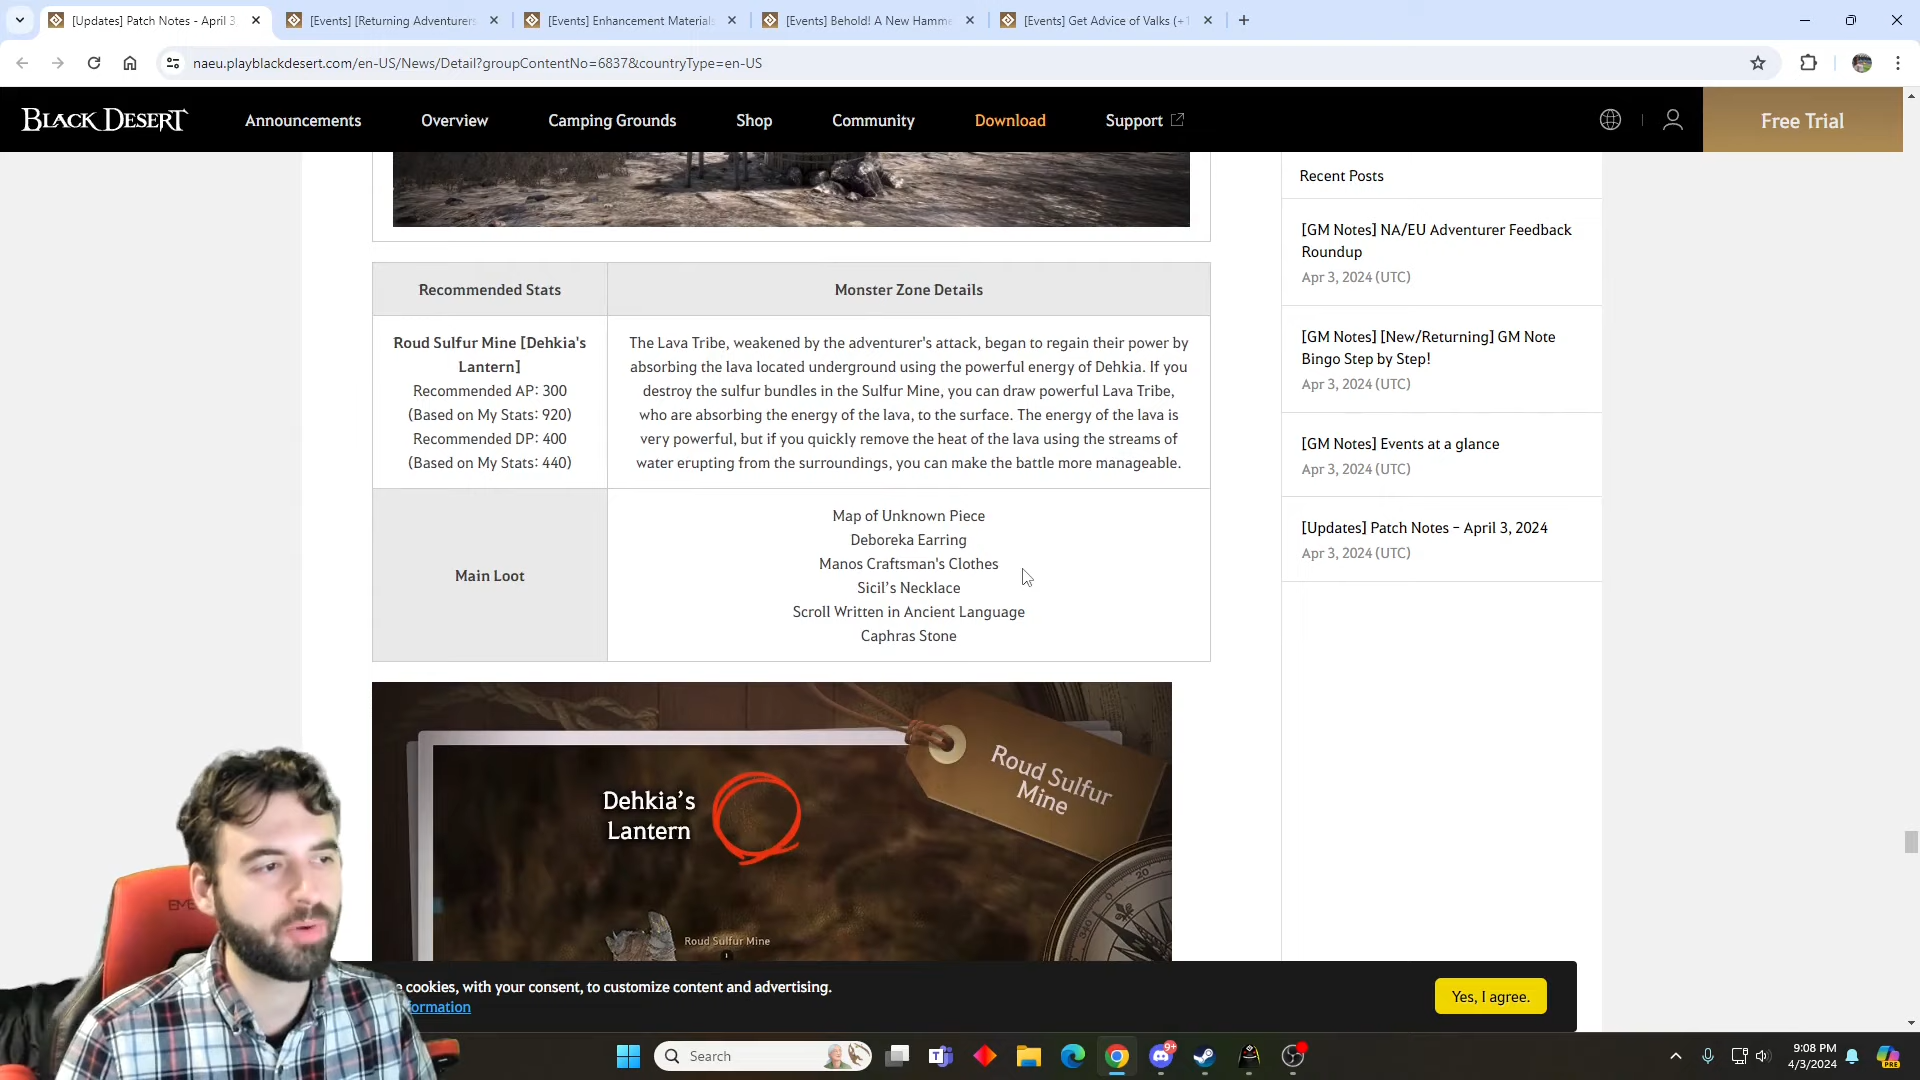 [Updates] Patch Notes - April 3
[Events] [Returning Adventurers
[Events] Enhancement Materials
[Events] Behold! A New Hamme
[Events] Get Advice of Valks (+1
naeu.playblackdesert.com/en-US/News/Detail?groupContentNo=6837&countryType=en-US
BLACK DESERT
Announcements
Overview
Camping Grounds
Shop
Community
Download
Support
Free Trial
Recommended Stats
Monster Zone Details
Roud Sulfur Mine [Dehkia's
Lantern]
Recommended AP: 300
(Based on My Stats: 920)
Recommended DP: 400
(Based on My Stats: 440)
The Lava Tribe, weakened by the adventurer's attack, began to regain their power by
absorbing the lava located underground using the powerful energy of Dehkia. If you
destroy the sulfur bundles in the Sulfur Mine, you can draw powerful Lava Tribe,
who are absorbing the energy of the lava, to the surface. The energy of the lava is
very powerful, but if you quickly remove the heat of the lava using the streams of
water erupting from the surroundings, you can make the battle more manageable.
Main Loot
Map of Unknown Piece
Deboreka Earring
Manos Craftsman's Clothes
Sicil's Necklace
Scroll Written in Ancient Language
Caphras Stone
Recent Posts
[GM Notes] NA/EU Adventurer Feedback
Roundup
Apr 3, 2024 (UTC)
[GM Notes] [New/Returning] GM Note
Bingo Step by Step!
Apr 3, 2024 (UTC)
[GM Notes] Events at a glance
Apr 3, 2024 (UTC)
[Updates] Patch Notes – April 3, 2024
Apr 3, 2024 (UTC)
Roud Sulfur
Mine
Dehkia's
Lantern
Roud Sulfur Mine
cookies, with your consent, to customize content and advertising.
formation
Yes, I agree.
Search
9+
9:08 PM
4/3/2024
PRE